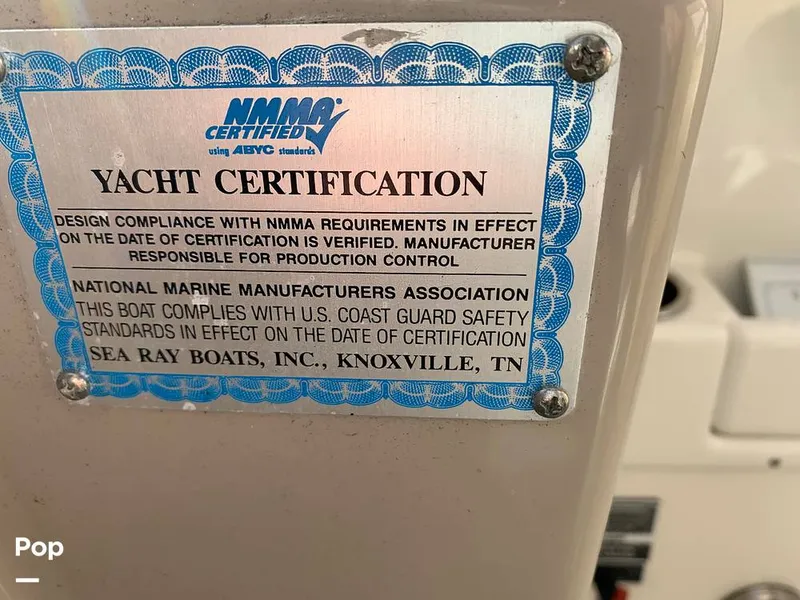 NMMA
CERTIFIED
using ABYC standards
YACHT CERTIFICATION
DESIGN COMPLIANCE WITH NMMA REQUIREMENTS IN EFFECT
ON THE DATE OF CERTIFICATION IS VERIFIED. MANUFACTURER
RESPONSIBLE FOR PRODUCTION CONTROL
NATIONAL MARINE MANUFACTURERS ASSOCIATION
THIS BOAT COMPLIES WITH U.S. COAST GUARD SAFETY
STANDARDS IN EFFECT ON THE DATE OF CERTIFICATION
SEA RAY BOATS, INC., KNOXVILLE, TN
Pop